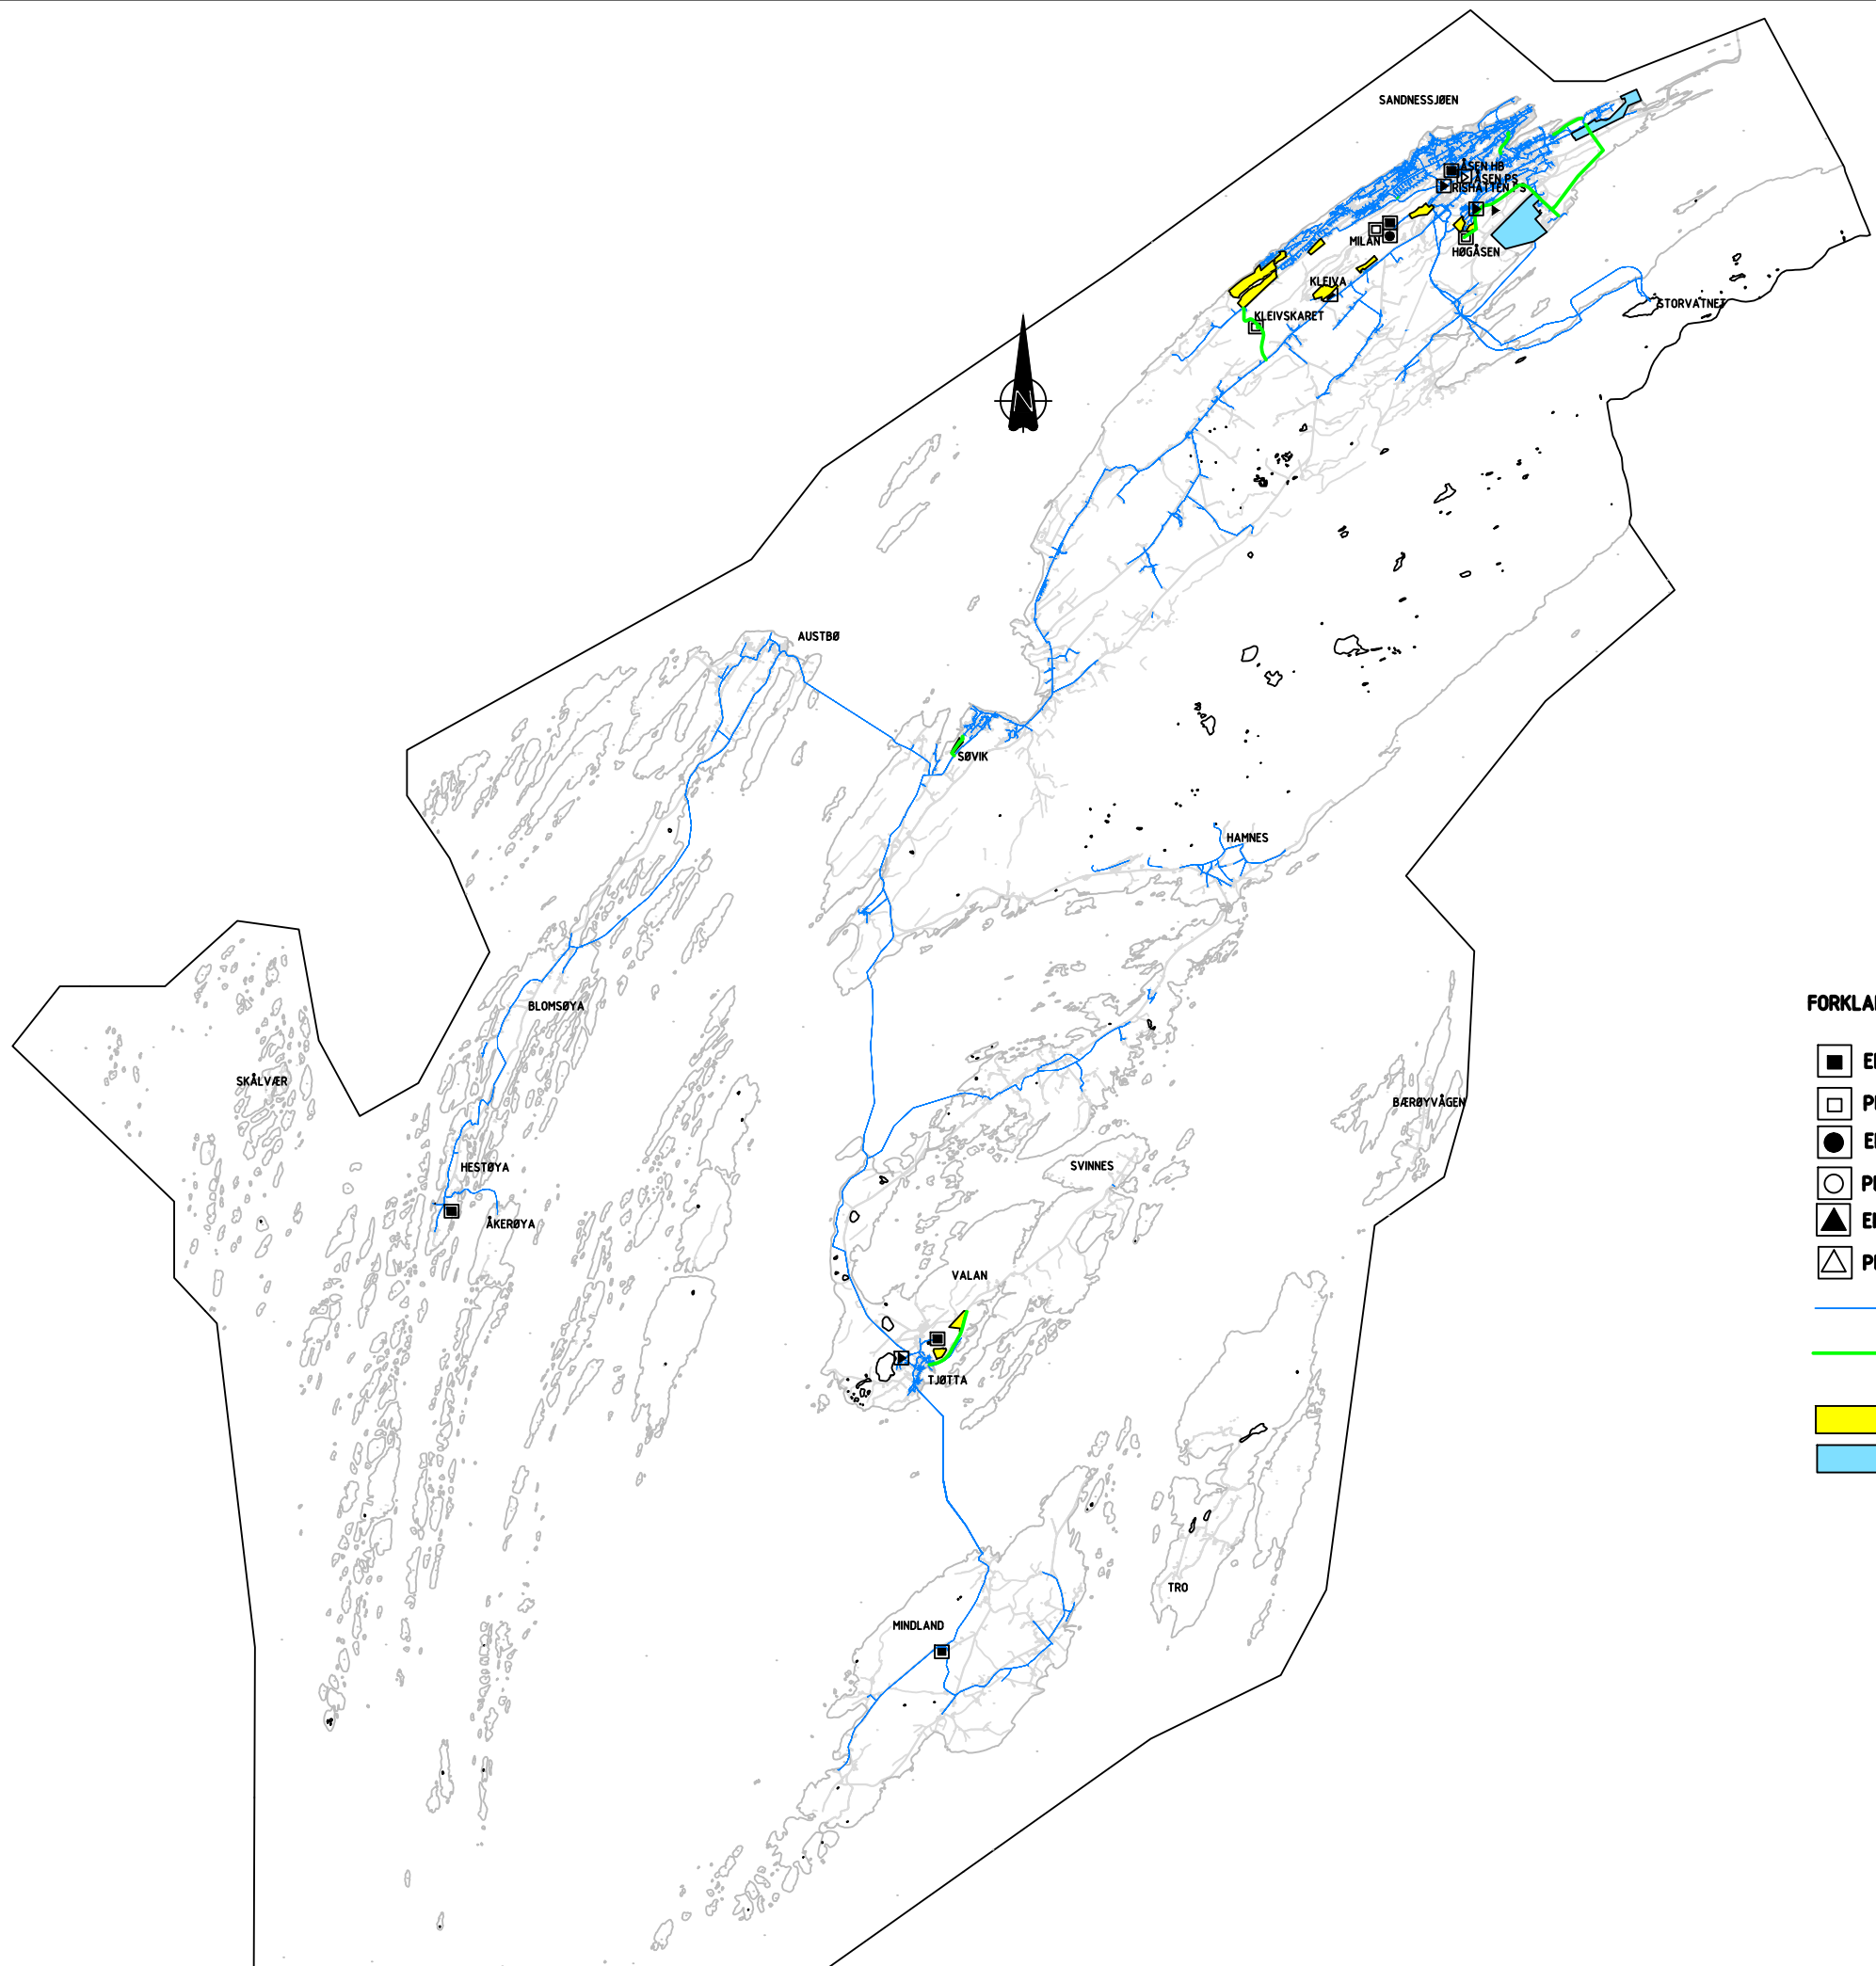 SANDNESSJØEN
ÅSEN HB
ÅSEN PS
RISHATTEN PS
MILAN
HØGÅSEN
KLEIVA
STORVATNET
KLEIVSKARET
N
AUSTBØ
SØVIK
HAMNES
FORKLA
BLOMSØYA
SKÅLVÆR
BÆRØYVÅGEN
HESTØYA
SVINNES
ÅKERØYA
VALAN
TJØTTA
TRO
MINDLAND